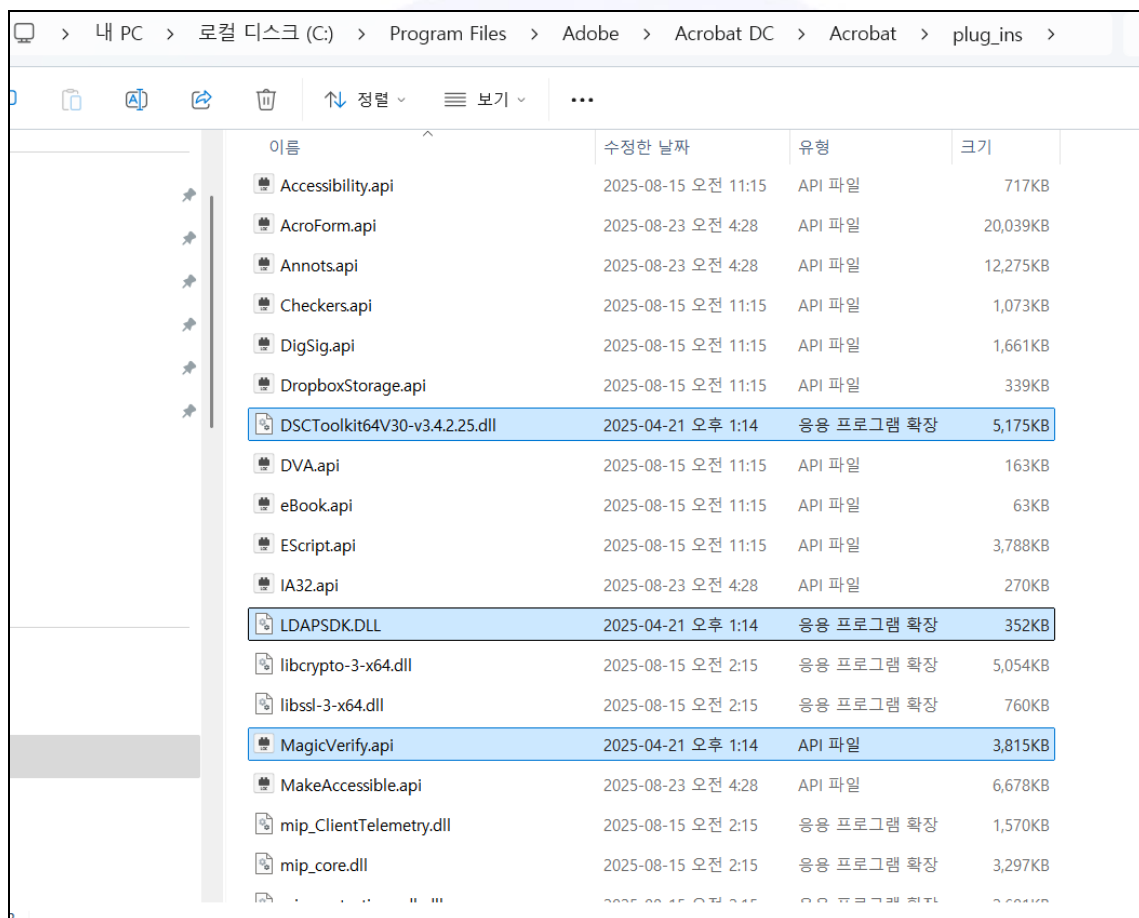 내 PC > 로컬 디스크 (C:) > Program Files > Adobe > Acrobat DC > Acrobat > plug_ins >
정렬 보기 •••
이름 수정한 날짜 유형 크기
Accessibility.api 2025-08-15 오전 11:15 API 파일 717KB
AcroForm.api 2025-08-23 오전 4:28 API 파일 20,039KB
Annots.api 2025-08-23 오전 4:28 API 파일 12,275KB
Checkers.api 2025-08-15 오전 11:15 API 파일 1,073KB
DigSig.api 2025-08-15 오전 11:15 API 파일 1,661KB
DropboxStorage.api 2025-08-15 오전 11:15 API 파일 339KB
DSCToolkit64V30-v3.4.2.25.dll 2025-04-21 오후 1:14 응용 프로그램 확장 5,175KB
DVA.api 2025-08-15 오전 11:15 API 파일 163KB
eBook.api 2025-08-15 오전 11:15 API 파일 63KB
EScript.api 2025-08-15 오전 11:15 API 파일 3,788KB
IA32.api 2025-08-23 오전 4:28 API 파일 270KB
LDAPSDK.DLL 2025-04-21 오후 1:14 응용 프로그램 확장 352KB
libcrypto-3-x64.dll 2025-08-15 오전 2:15 응용 프로그램 확장 5,054KB
libssl-3-x64.dll 2025-08-15 오전 2:15 응용 프로그램 확장 760KB
MagicVerify.api 2025-04-21 오후 1:14 API 파일 3,815KB
MakeAccessible.api 2025-08-23 오전 4:28 API 파일 6,678KB
mip_ClientTelemetry.dll 2025-08-15 오전 2:15 응용 프로그램 확장 1,570KB
mip_core.dll 2025-08-15 오전 2:15 응용 프로그램 확장 3,297KB